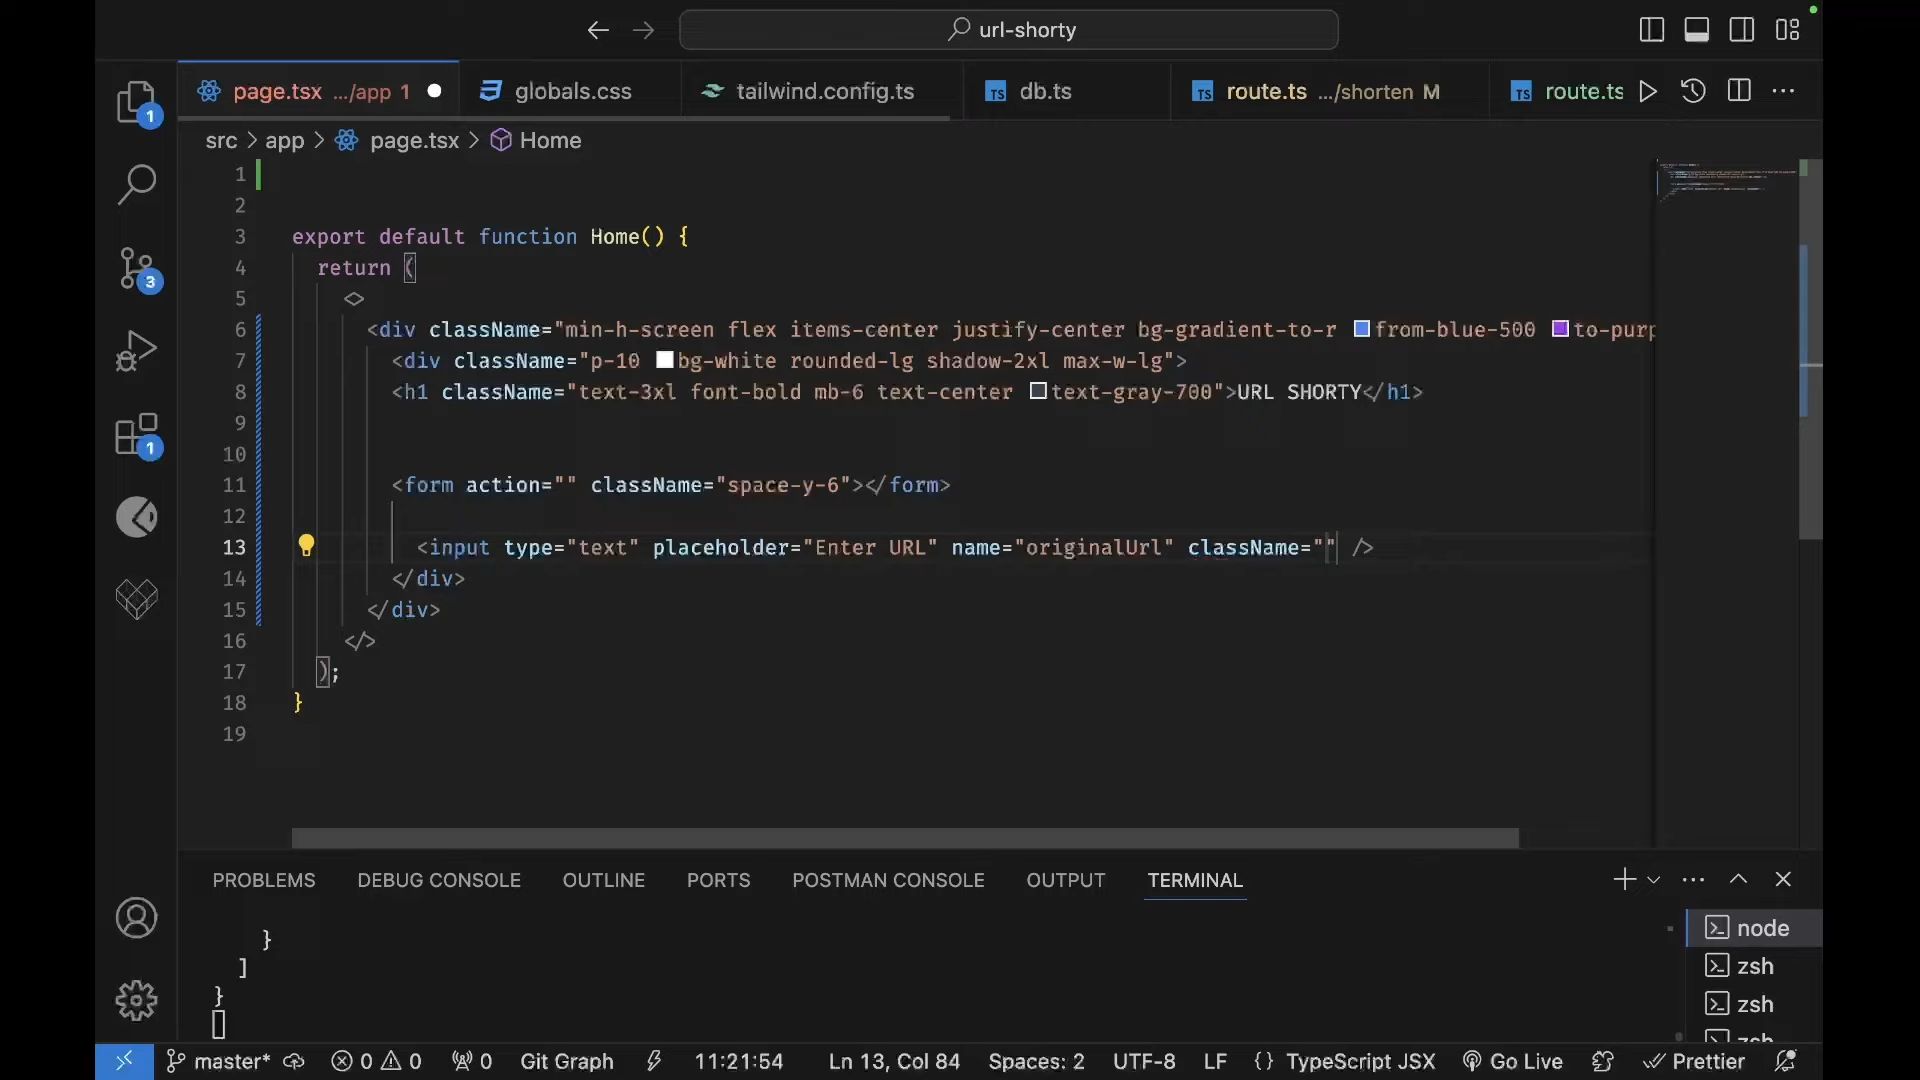 url-shorty
page.tsx .../app 1
globals.css
tailwind.config.ts
db.ts
route.ts .../shorten M
route.ts
src > app > page.tsx > Home
1
2
3 export default function Home() {
4 return (
5 <>
6 <div className="min-h-screen flex items-center justify-center bg-gradient-to-r from-blue-500 to-purp
7 <div className="p-10 bg-white rounded-lg shadow-2xl max-w-lg">
8 <h1 className="text-3xl font-bold mb-6 text-center text-gray-700">URL SHORTY</h1>
9
10
11 <form action="" className="space-y-6"></form>
12
13 <input type="text" placeholder="Enter URL" name="originalUrl" className="" />
14 </div>
15 </div>
16 </>
17 );
18 }
19
1
3
1
PROBLEMS DEBUG CONSOLE OUTLINE PORTS POSTMAN CONSOLE OUTPUT TERMINAL
}
]
}
node
zsh
zsh
zsh
master* 0 0 0 Git Graph 11:21:54 Ln 13, Col 84 Spaces: 2 UTF-8 LF {} TypeScript JSX Go Live Prettier